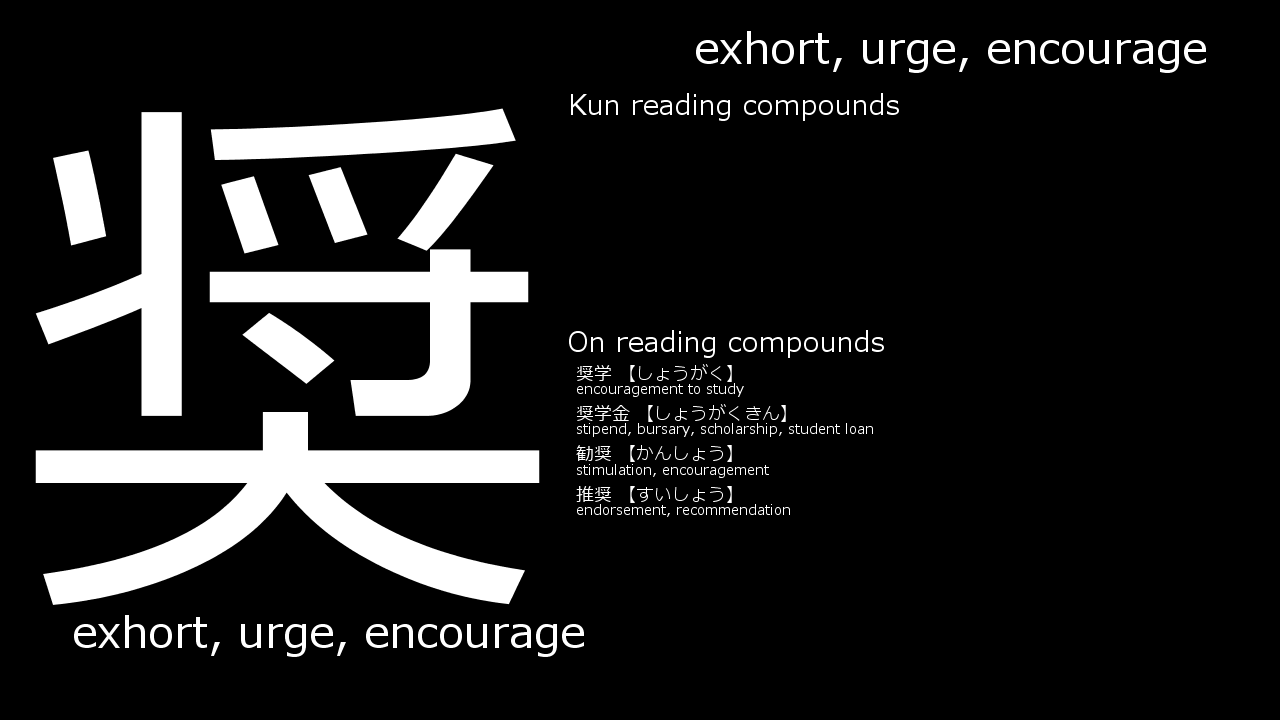 exhort, urge, encourage
奨
Kun reading compounds
On reading compounds
奨学 【しょうがく】
encouragement to study
奨学金 【しょうがくきん】
stipend, bursary, scholarship, student loan
勧奨 【かんしょう】
stimulation, encouragement
推奨 【すいしょう】
endorsement, recommendation
exhort, urge, encourage